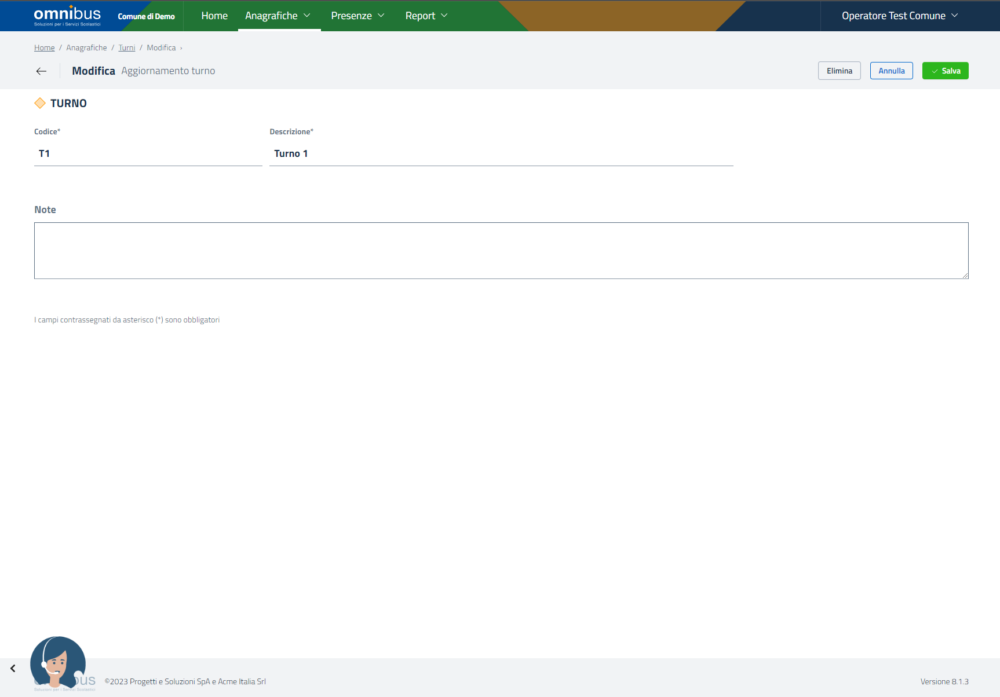 omnibus
Soluzioni per i Servizi Scolastici
Comune di Demo
Home
Anagrafiche
Presenze
Report
Operatore Test Comune
Home / Anagrafiche / Turni / Modifica ›
Modifica Aggiornamento turno
Elimina
Annulla
Salva
TURNO
Codice*
Descrizione*
T1
Turno 1
Note
I campi contrassegnati da asterisco (*) sono obbligatori
©2023 Progetti e Soluzioni SpA e Acme Italia Srl
Soluzioni per i Servizi Scolastici
Versione 8.1.3